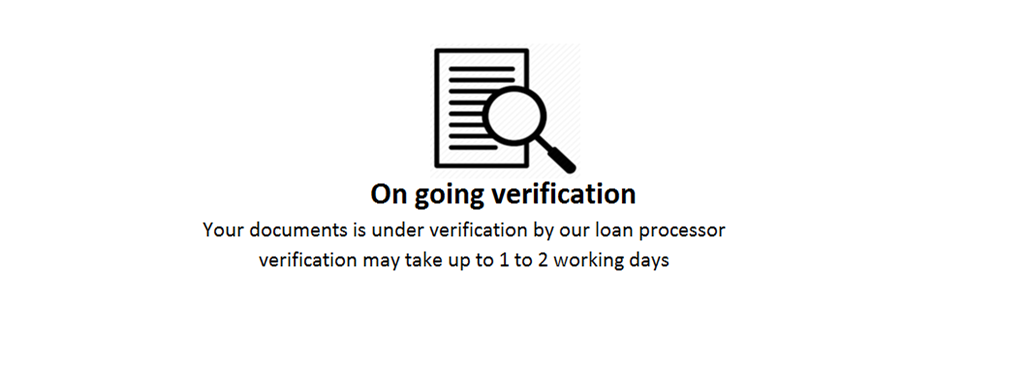 On going verification
Your documents is under verification by our loan processor
verification may take up to 1 to 2 working days